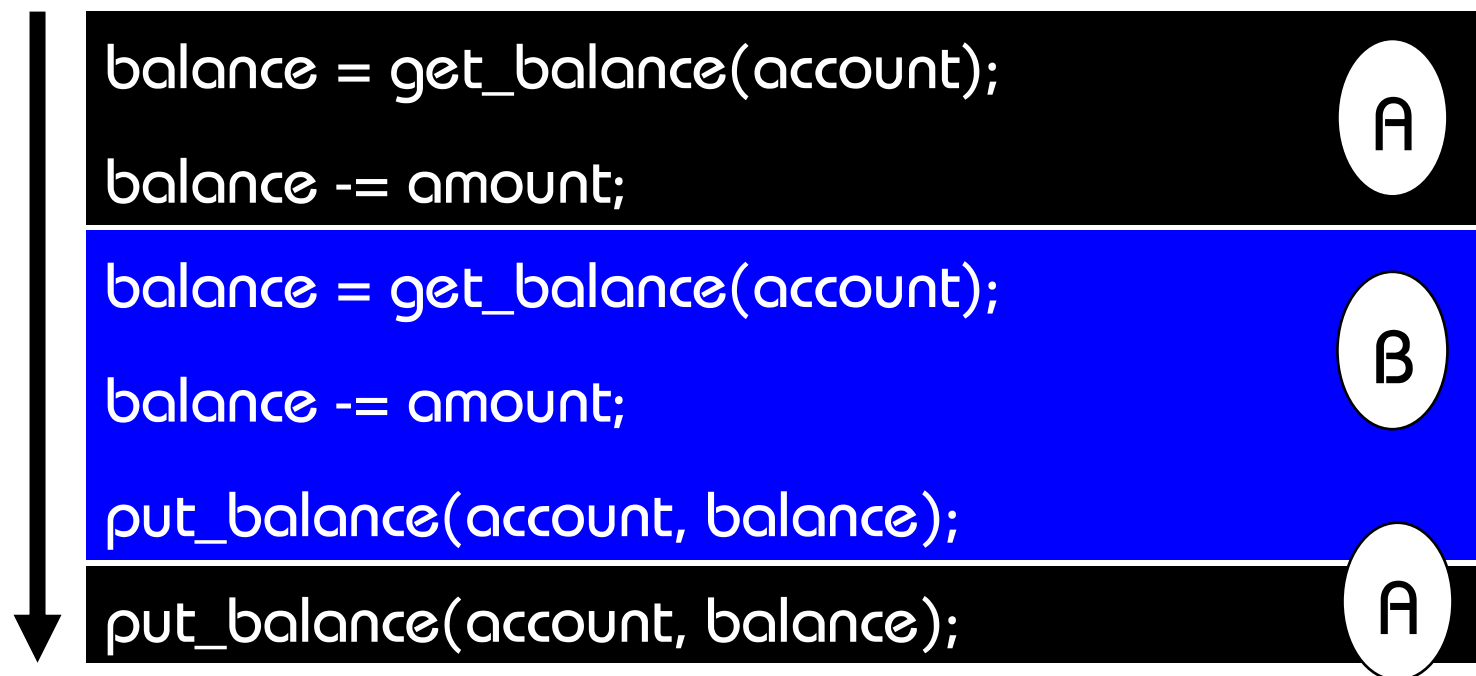 balance = get_balance(account);
A
balance -= amount;
balance = get_balance(account);
B
balance -= amount;
put_balance(account, balance);
put_balance(account, balance);
A